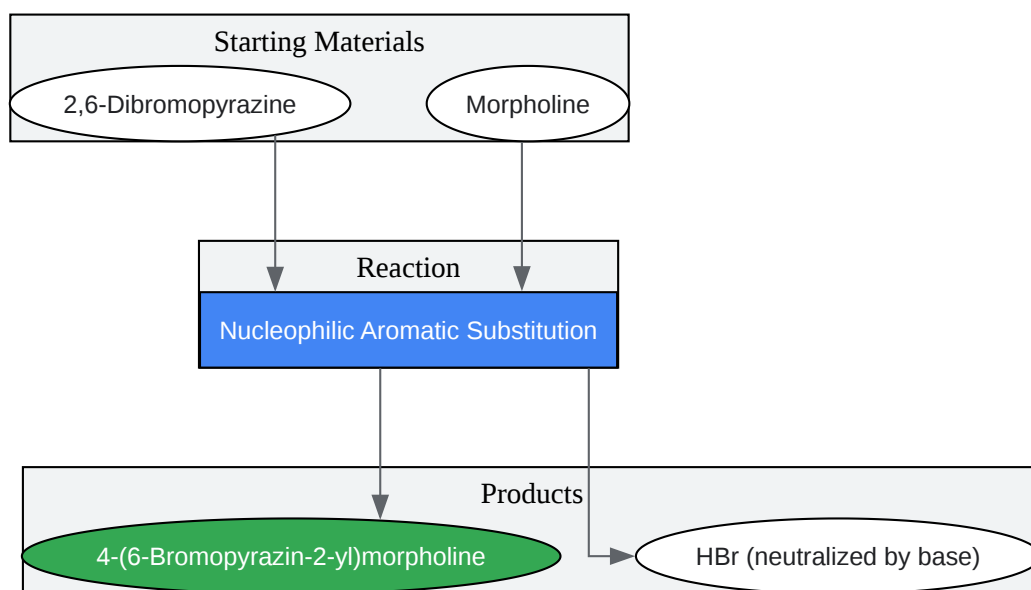 Starting Materials
2,6-Dibromopyrazine
Morpholine
Reaction
Nucleophilic Aromatic Substitution
Products
4-(6-Bromopyrazin-2-yl)morpholine
HBr (neutralized by base)